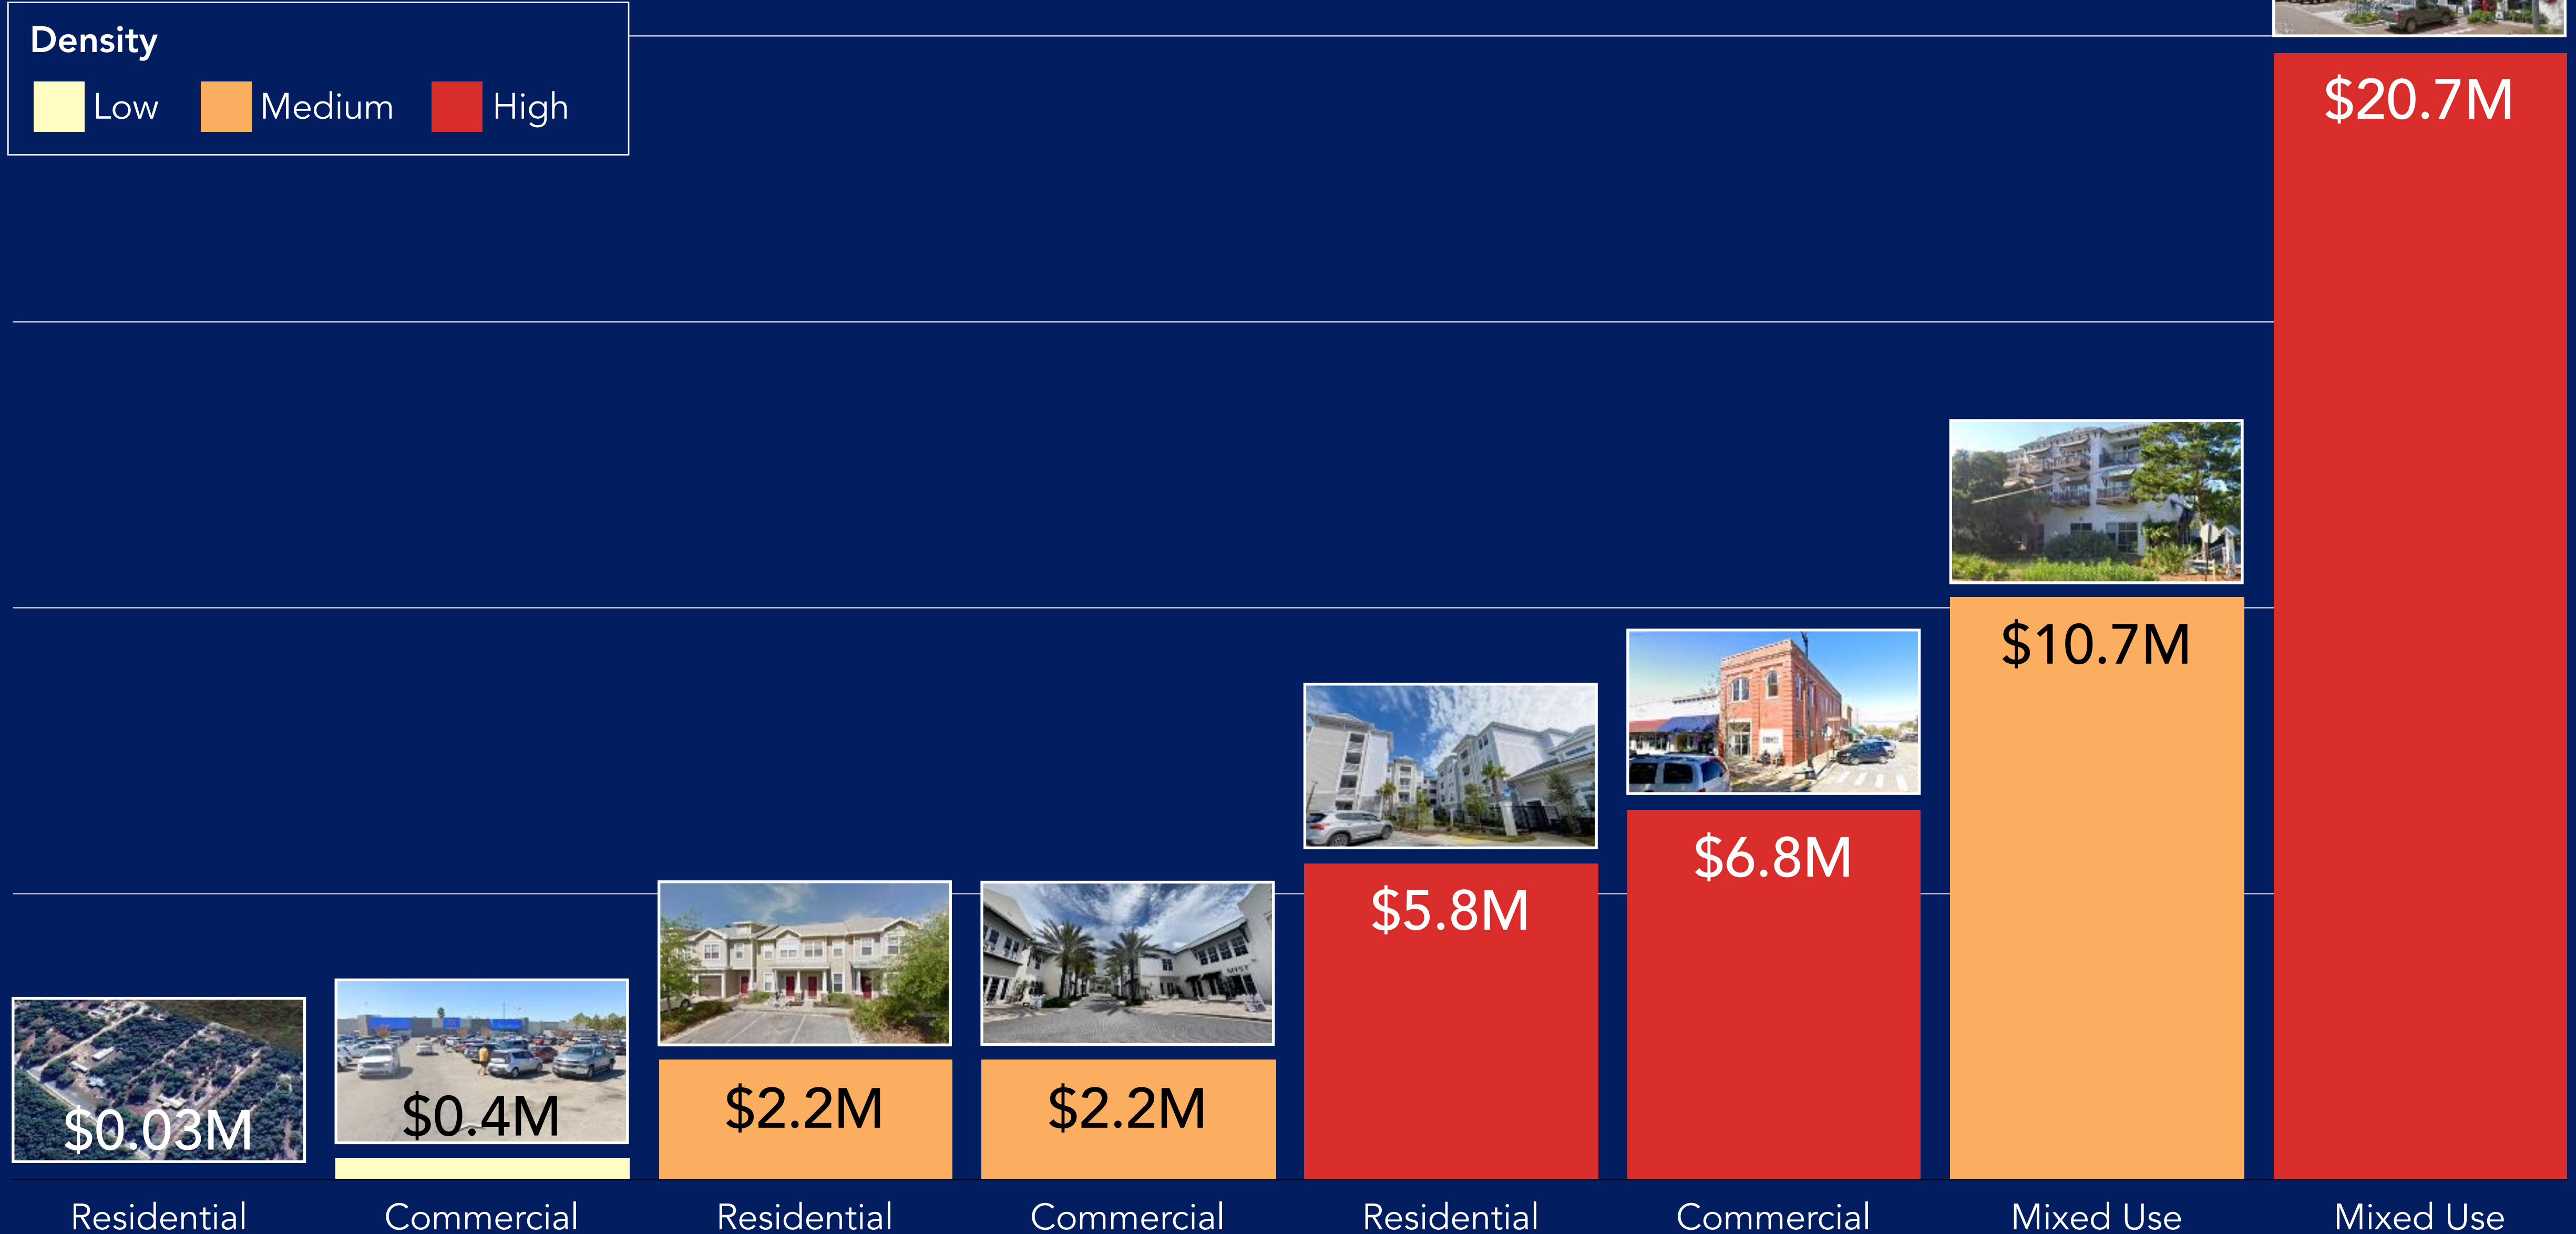 Density
Low Medium High
$20.7M
$10.7M
$6.8M
$5.8M
$2.2M
$2.2M
$0.4M
$0.03M
Residential Commercial Residential Commercial Residential Commercial Mixed Use Mixed Use